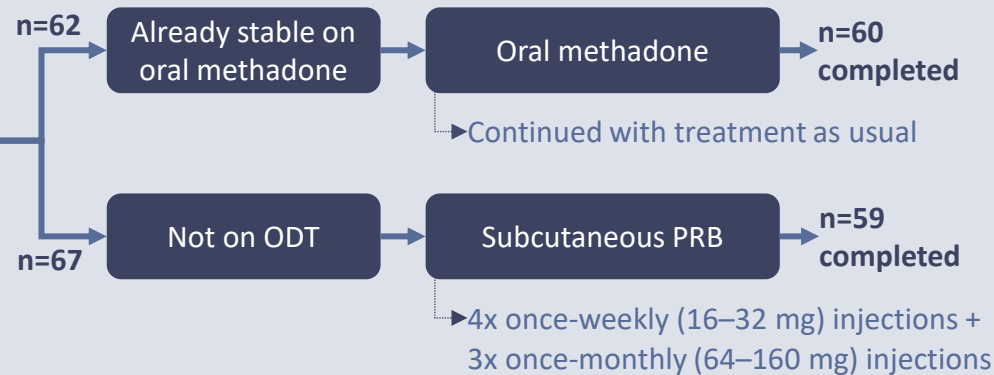 n=62
Already stable on
oral methadone
Oral methadone
n=60
completed
Continued with treatment as usual
n=67
Not on ODT
Subcutaneous PRB
n=59
completed
4x once-weekly (16–32 mg) injections +
3x once-monthly (64–160 mg) injections